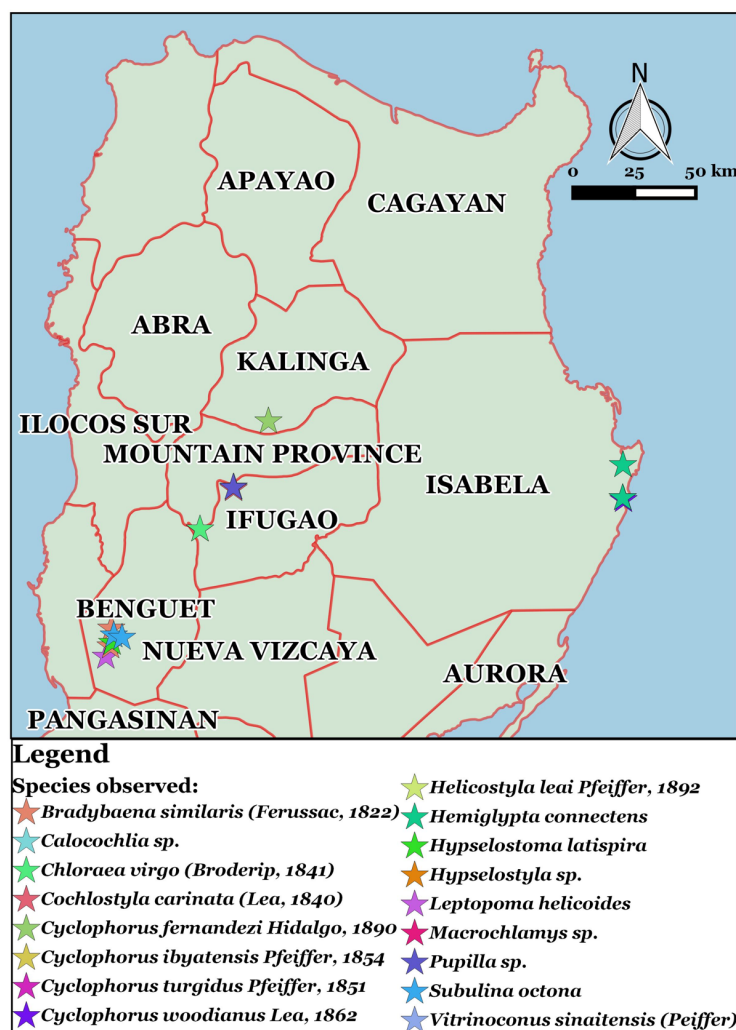 N
0 25 50 km
APAYAO
CAGAYAN
ABRA
KALINGA
ILOCOS SUR
MOUNTAIN PROVINCE
ISABELA
IFUGAO
BENGUET
NUEVA VIZCAYA
AURORA
PANGASINAN
Legend
Species observed:
Bradybaena similaris (Ferussac, 1822)
Calocochlia sp.
Chloraea virgo (Broderip, 1841)
Cochlostyla carinata (Lea, 1840)
Cyclophorus fernandezi Hidalgo, 1890
Cyclophorus ibyatensis Pfeiffer, 1854
Cyclophorus turgidus Pfeiffer, 1851
Cyclophorus woodianus Lea, 1862
Helicostyla leai Pfeiffer, 1892
Hemiglypta connectens
Hypselostoma latispira
Hypselostyla sp.
Leptopoma helicoides
Macrochlamys sp.
Pupilla sp.
Subulina octona
Vitrinoconus sinaitensis (Peiffer)